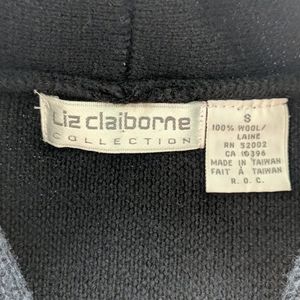 Liz claiborne
COLLECTION
S
100% WOOL/
LAINE
RN 52002
CA 10396
MADE IN TAIWAN
FAIT À TAIWAN
R. O. C.